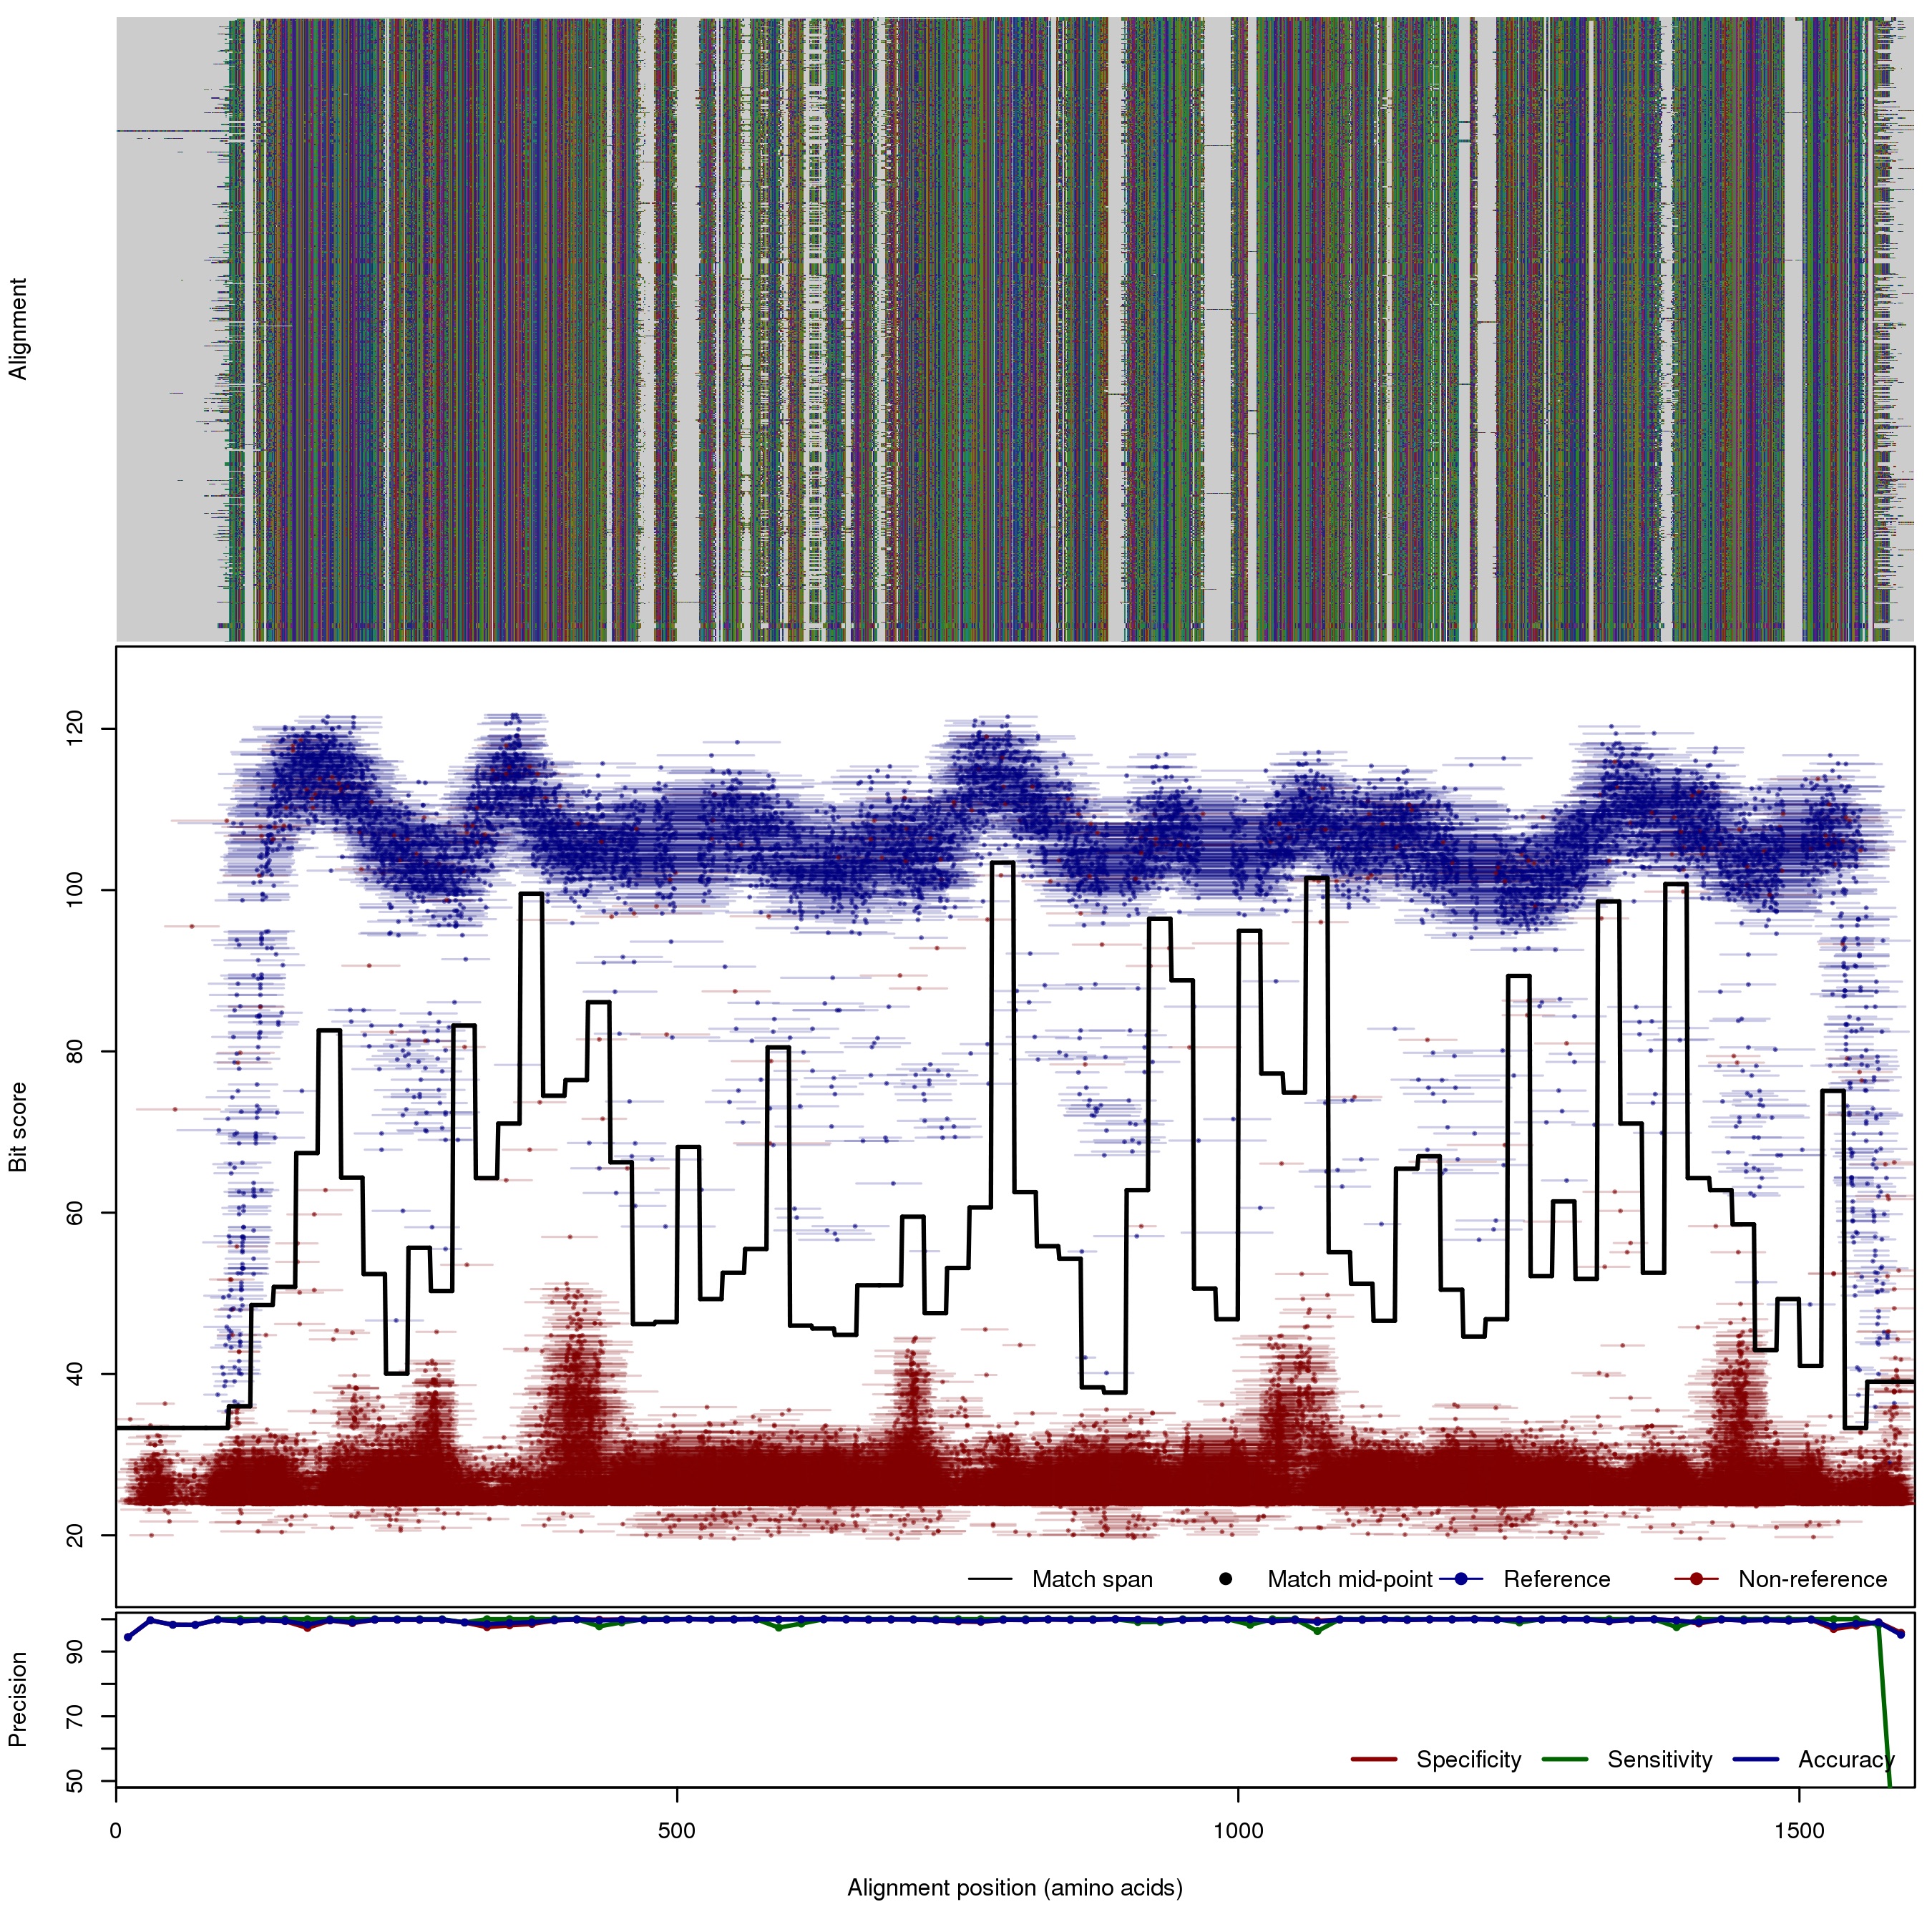 Alignment
120
100
80
60
40
20
Bit score
Match span Match mid-point Reference Non-reference
90
70
50
Precision
Specificity Sensitivity Accuracy
0 500 1000 1500
Alignment position (amino acids)